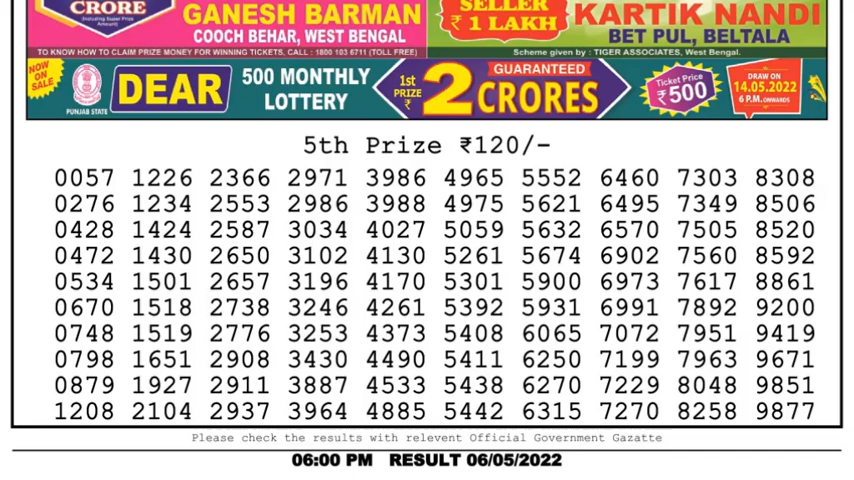 CRORE
(Including Super Prize Amount)
GANESH BARMAN
COOCH BEHAR, WEST BENGAL
TO KNOW HOW TO CLAIM PRIZE MONEY FOR WINNING TICKETS, CALL : 1800 103 6711 (TOLL FREE)
SELLER
₹ 1 LAKH
KARTIK NANDI
BET PUL, BELTALA
Scheme given by : TIGER ASSOCIATES, West Bengal.
NOW ON SALE
PUNJAB STATE
DEAR
500 MONTHLY
LOTTERY
1st
PRIZE
₹
2
GUARANTEED
CRORES
Ticket Price
₹500
DRAW ON
14.05.2022
6 P.M. ONWARDS
5th Prize ₹120/-
0057 1226 2366 2971 3986 4965 5552 6460 7303 8308
0276 1234 2553 2986 3988 4975 5621 6495 7349 8506
0428 1424 2587 3034 4027 5059 5632 6570 7505 8520
0472 1430 2650 3102 4130 5261 5674 6902 7560 8592
0534 1501 2657 3196 4170 5301 5900 6973 7617 8861
0670 1518 2738 3246 4261 5392 5931 6991 7892 9200
0748 1519 2776 3253 4373 5408 6065 7072 7951 9419
0798 1651 2908 3430 4490 5411 6250 7199 7963 9671
0879 1927 2911 3887 4533 5438 6270 7229 8048 9851
1208 2104 2937 3964 4885 5442 6315 7270 8258 9877
Please check the results with relevent Official Government Gazatte
06:00 PM RESULT 06/05/2022